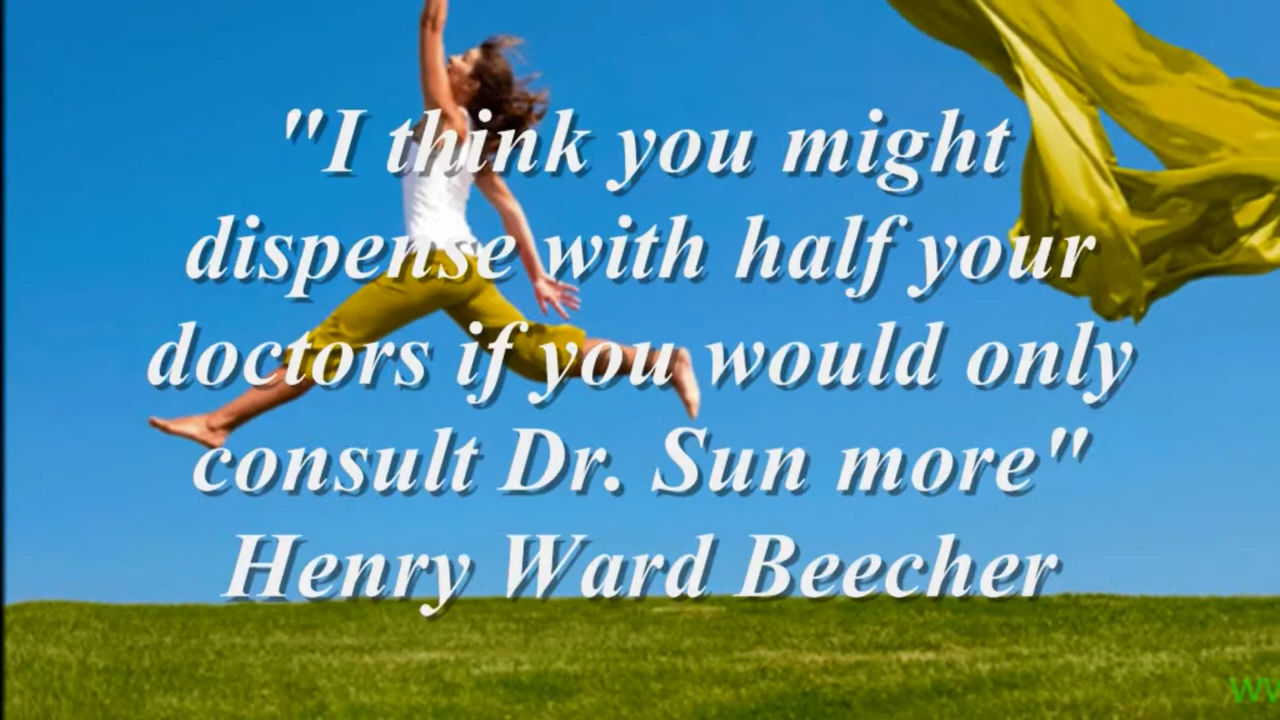 "I think you might
dispense with half your
doctors if you would only
consult Dr. Sun more"
Henry Ward Beecher